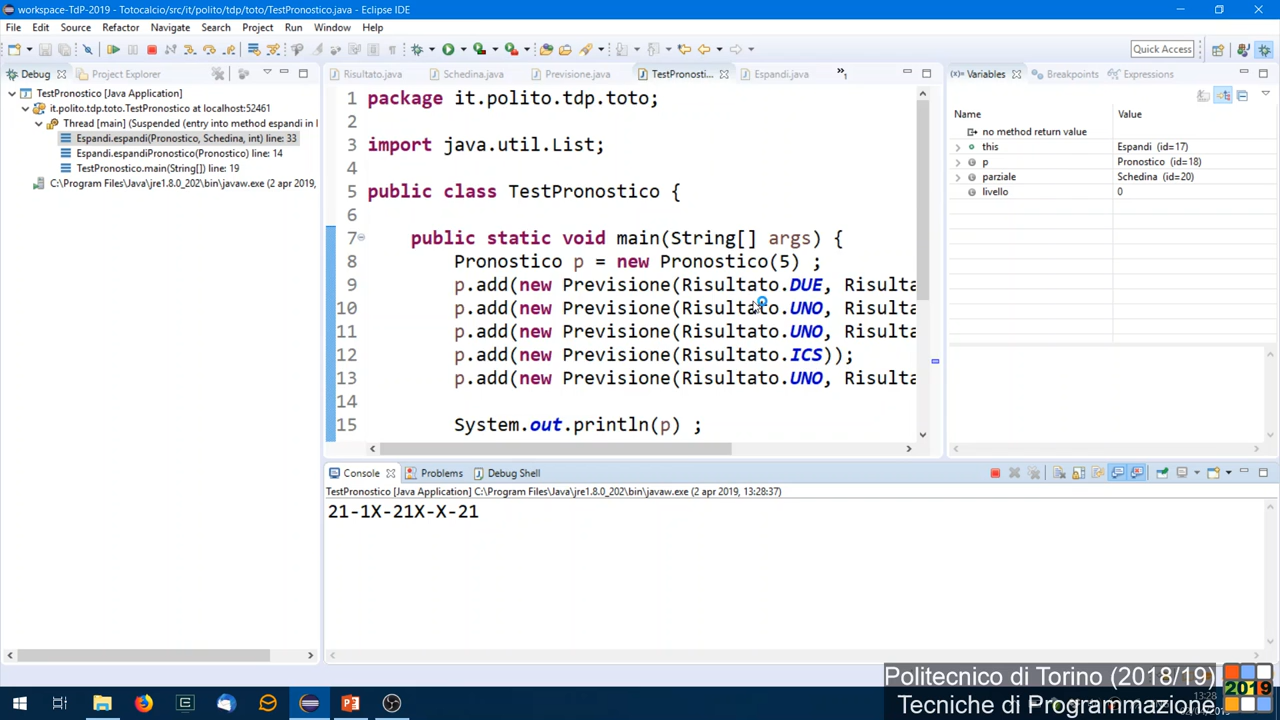 workspace-TdP-2019 - Totocalcio/src/it/polito/tdp/toto/TestPronostico.java - Eclipse IDE
File Edit Source Refactor Navigate Search Project Run Window Help
Quick Access
Debug Project Explorer
TestPronostico [Java Application]
it.polito.tdp.toto.TestPronostico at localhost:52461
Thread [main] (Suspended (entry into method espandi in l
Espandi.espandi(Pronostico, Schedina, int) line: 33
Espandi.espandiPronostico(Pronostico) line: 14
TestPronostico.main(String[]) line: 19
C:\Program Files\Java\jre1.8.0_202\bin\javaw.exe (2 apr 2019,
Risultato.java Schedina.java Previsione.java TestPronosti... Espandi.java »1
1 package it.polito.tdp.toto;
2
3 import java.util.List;
4
5 public class TestPronostico {
6
7 public static void main(String[] args) {
8 Pronostico p = new Pronostico(5) ;
9 p.add(new Previsione(Risultato.DUE, Risulta
10 p.add(new Previsione(Risultato.UNO, Risulta
11 p.add(new Previsione(Risultato.UNO, Risulta
12 p.add(new Previsione(Risultato.ICS));
13 p.add(new Previsione(Risultato.UNO, Risulta
14
15 System.out.println(p) ;
Variables Breakpoints Expressions
Name Value
no method return value
this Espandi (id=17)
p Pronostico (id=18)
parziale Schedina (id=20)
livello 0
Console Problems Debug Shell
TestPronostico [Java Application] C:\Program Files\Java\jre1.8.0_202\bin\javaw.exe (2 apr 2019, 13:28:37)
21-1X-21X-X-21
Politecnico di Torino (2018/19)
Tecniche di Programmazione
2019
13:28